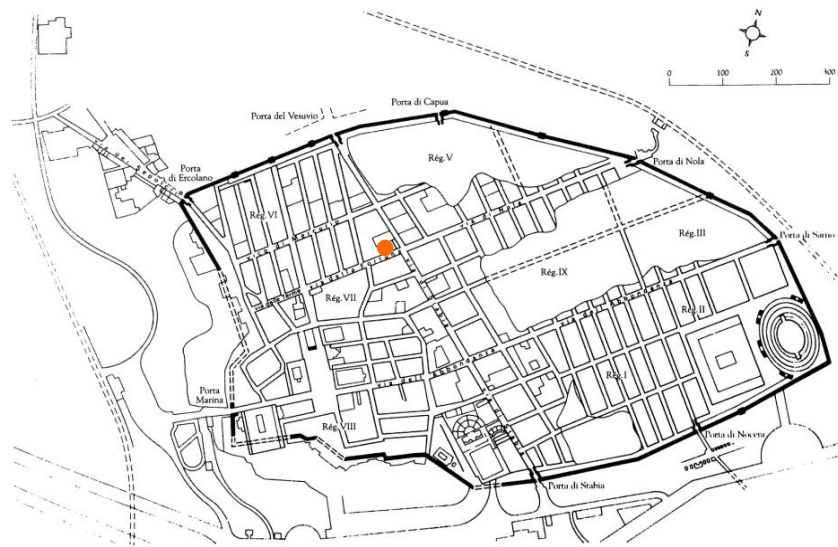 N
S
0 100 200 300
Porta di Capua
Porta del Vesuvio
Rég. V
Porta di Nola
Porta
di Ercolano
Rég. VI
Rég. III
Porta di Sarno
Rég. IX
Rég. VII
Rég. II
Rég. I
Porta
Marina
Rég. VIII
Porta di Nocera
Porta di Stabia